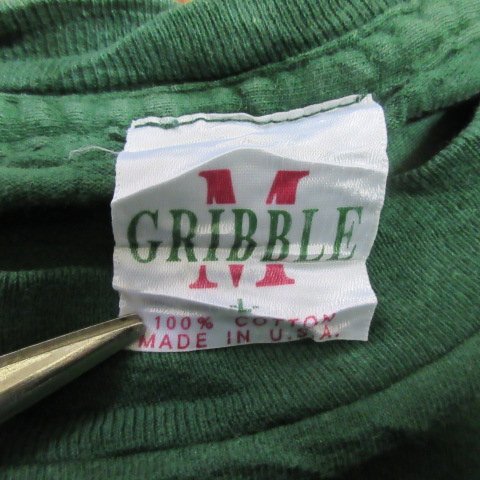 M
GRIBBLE
-L-
100% COTTON
MADE IN U.S.A.